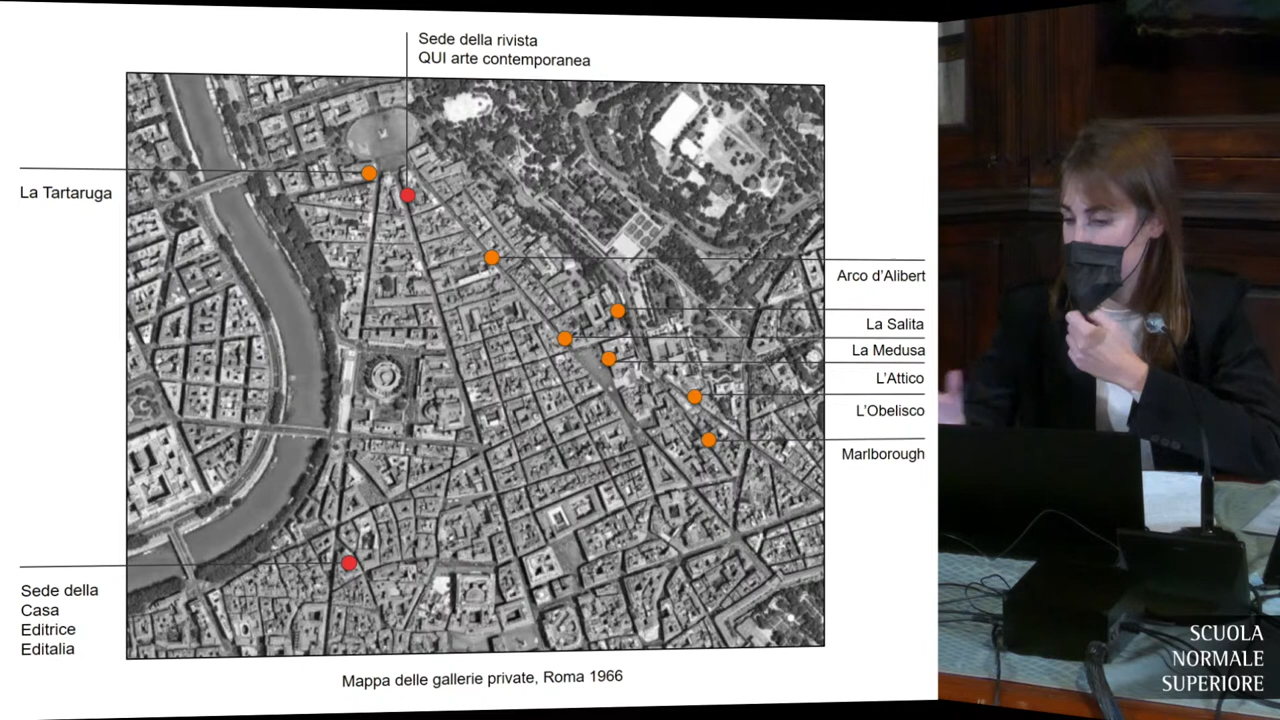 Sede della rivista
QUI arte contemporanea
La Tartaruga
Arco d'Alibert
La Salita
La Medusa
L'Attico
L'Obelisco
Marlborough
Sede della
Casa
Editrice
Editalia
Mappa delle gallerie private, Roma 1966
SCUOLA
NORMALE
SUPERIORE